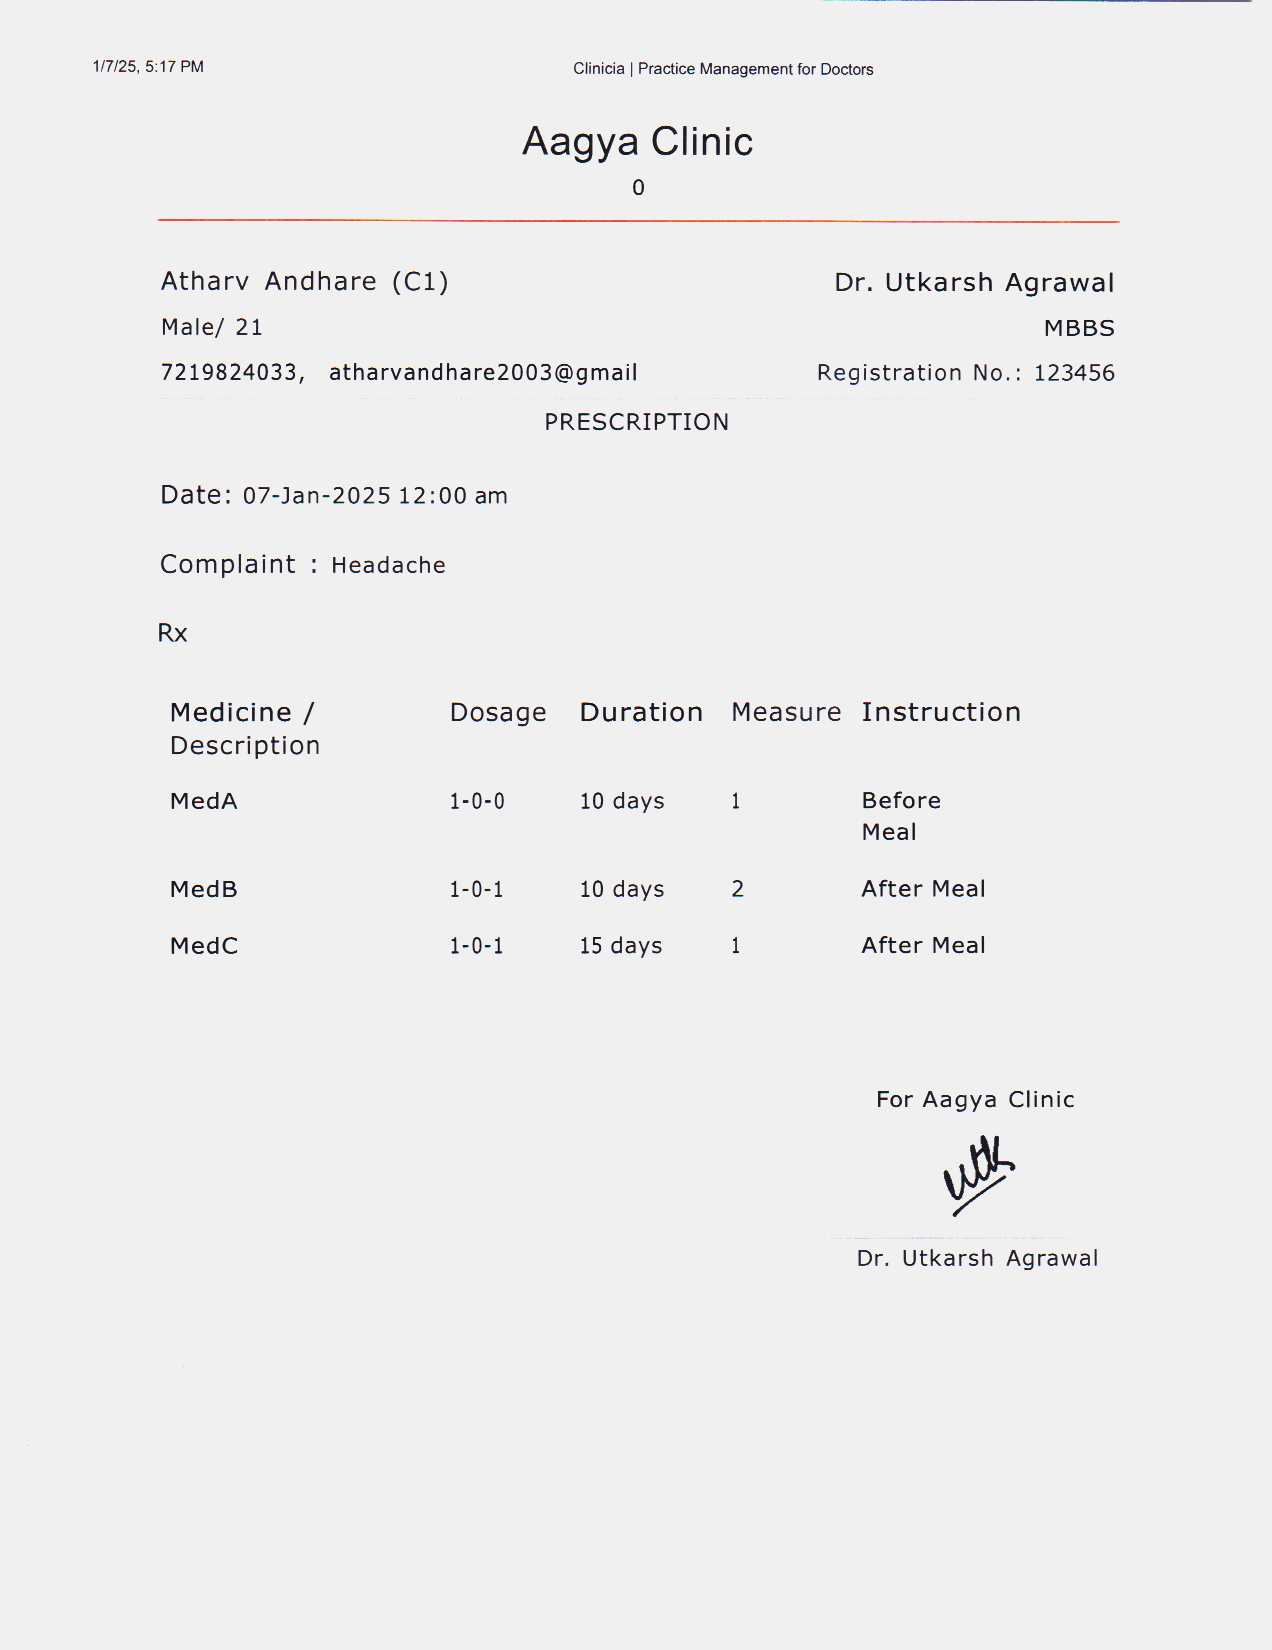 1/7/25, 5:17 PM
Clinicia | Practice Management for Doctors
Aagya Clinic
0
Atharv Andhare (C1)
Dr. Utkarsh Agrawal
Male/ 21
MBBS
7219824033, atharvandhare2003@gmail
Registration No.: 123456
PRESCRIPTION
Date: 07-Jan-2025 12:00 am
Complaint : Headache
Rx
Medicine / Dosage Duration Measure Instruction
Description
MedA 1-0-0 10 days 1 Before
Meal
MedB 1-0-1 10 days 2 After Meal
MedC 1-0-1 15 days 1 After Meal
For Aagya Clinic
utk
Dr. Utkarsh Agrawal